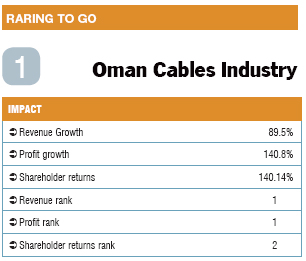 RARING TO GO
1
Oman Cables Industry
IMPACT
Revenue Growth 89.5%
Profit growth 140.8%
Shareholder returns 140.14%
Revenue rank 1
Profit rank 1
Shareholder returns rank 2